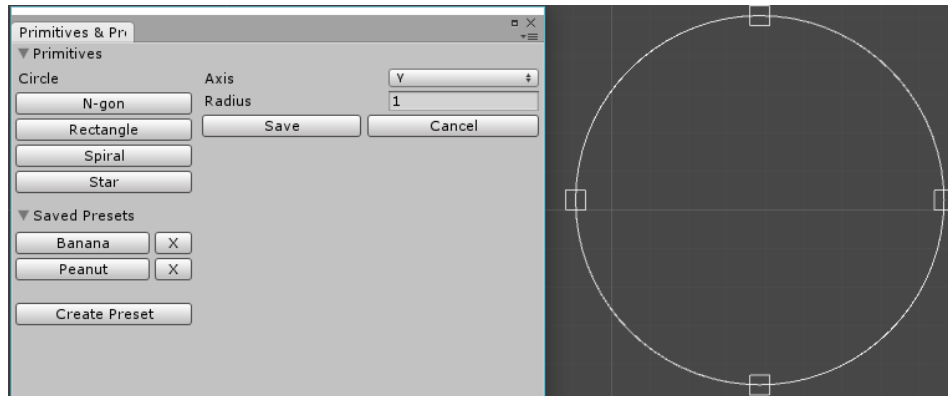 Primitives & Pr
Primitives
Circle
Axis
Y
N-gon
Radius
1
Rectangle
Save
Cancel
Spiral
Star
Saved Presets
Banana
X
Peanut
X
Create Preset